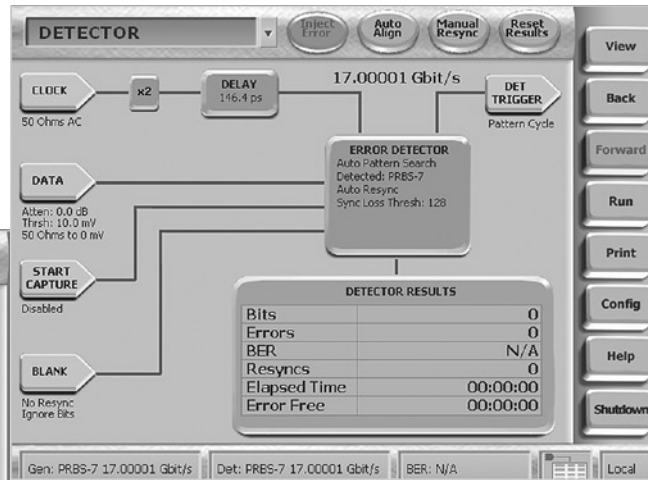 DETECTOR
Inject Error
Auto Align
Manual Resync
Reset Results
View
Back
Forward
Run
Print
Config
Help
Shutdown
CLOCK
50 Ohms AC
x2
DELAY
146.4 ps
17.00001 Gbit/s
DET TRIGGER
Pattern Cycle
ERROR DETECTOR
Auto Pattern Search
Detected: PRBS-7
Auto Resync
Sync Loss Thresh: 128
DATA
Atten: 0.0 dB
Thrsh: 10.0 mV
50 Ohms to 0 mV
START CAPTURE
Disabled
BLANK
No Resync
Ignore Bits
DETECTOR RESULTS
Bits 0
Errors 0
BER N/A
Resyncs 0
Elapsed Time 00:00:00
Error Free 00:00:00
Gen: PRBS-7 17.00001 Gbit/s
Det: PRBS-7 17.00001 Gbit/s
BER: N/A
Local